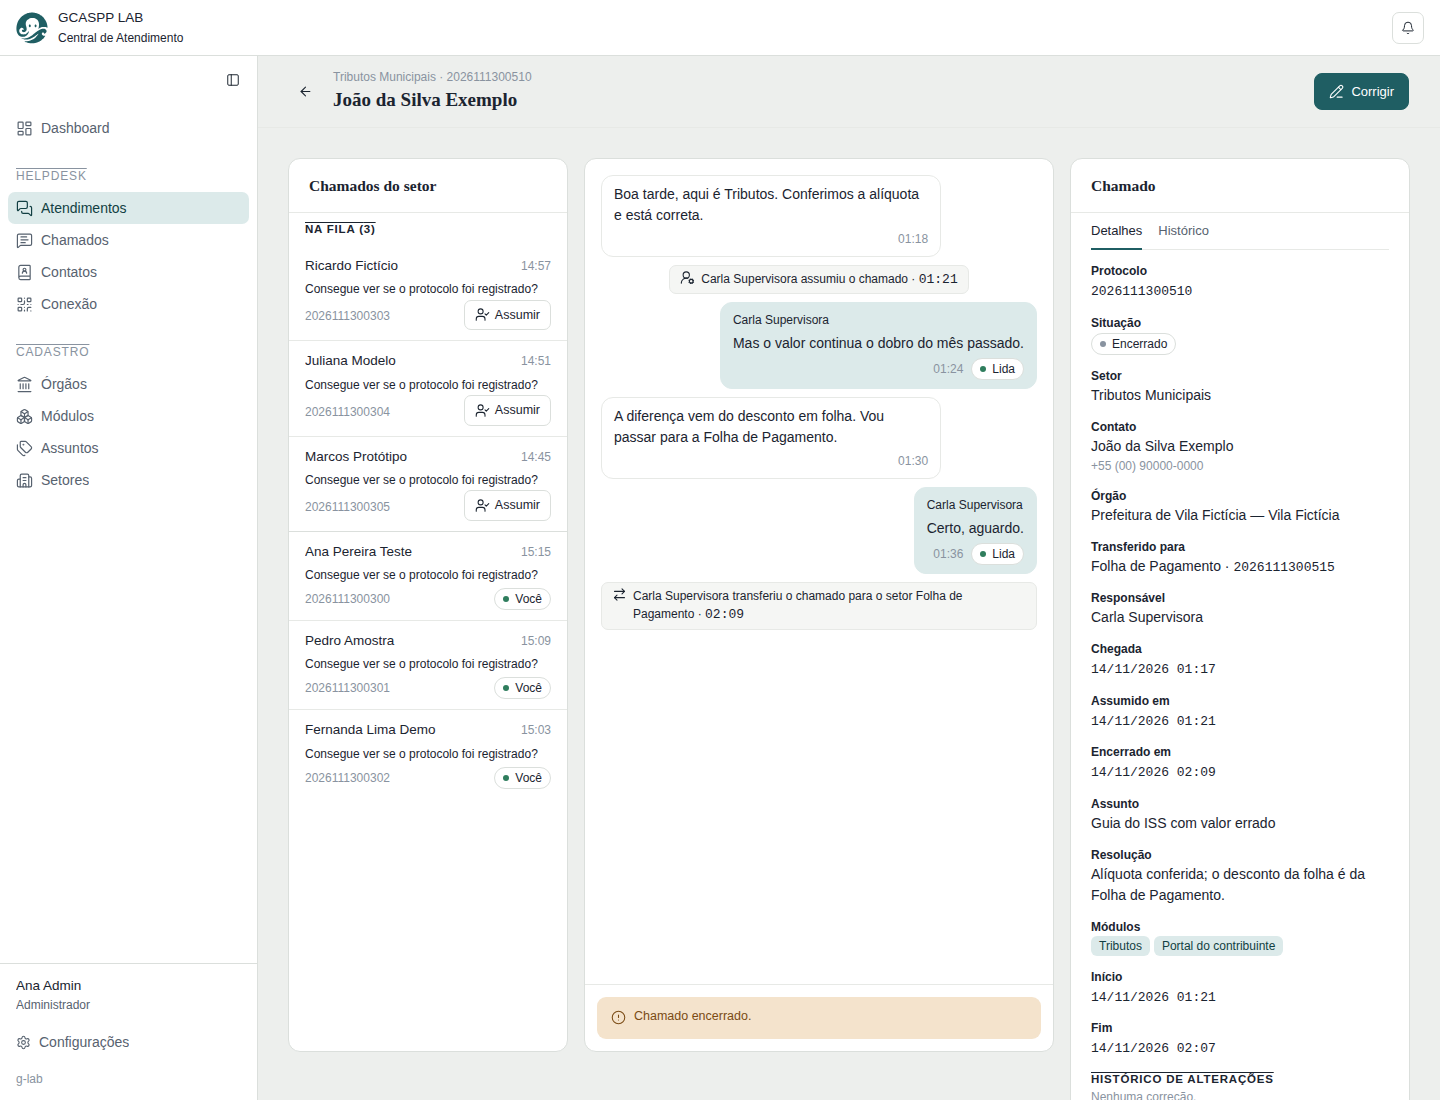 GCASPP LAB
Central de Atendimento
Dashboard
HELPDESK
Atendimentos
Chamados
Contatos
Conexão
CADASTRO
Órgãos
Módulos
Assuntos
Setores
Ana Admin
Administrador
Configurações
g-lab
Tributos Municipais · 2026111300510
João da Silva Exemplo
Corrigir
Chamados do setor
NA FILA (3)
Ricardo Fictício 14:57
Consegue ver se o protocolo foi registrado?
2026111300303 Assumir
Juliana Modelo 14:51
Consegue ver se o protocolo foi registrado?
2026111300304 Assumir
Marcos Protótipo 14:45
Consegue ver se o protocolo foi registrado?
2026111300305 Assumir
Ana Pereira Teste 15:15
Consegue ver se o protocolo foi registrado?
2026111300300 Você
Pedro Amostra 15:09
Consegue ver se o protocolo foi registrado?
2026111300301 Você
Fernanda Lima Demo 15:03
Consegue ver se o protocolo foi registrado?
2026111300302 Você
Boa tarde, aqui é Tributos. Conferimos a alíquota
e está correta.
01:18
Carla Supervisora assumiu o chamado · 01:21
Carla Supervisora
Mas o valor continua o dobro do mês passado.
01:24 Lida
A diferença vem do desconto em folha. Vou
passar para a Folha de Pagamento.
01:30
Carla Supervisora
Certo, aguardo.
01:36 Lida
Carla Supervisora transferiu o chamado para o setor Folha de
Pagamento · 02:09
Chamado encerrado.
Chamado
Detalhes Histórico
Protocolo
2026111300510
Situação
Encerrado
Setor
Tributos Municipais
Contato
João da Silva Exemplo
+55 (00) 90000-0000
Órgão
Prefeitura de Vila Fictícia — Vila Fictícia
Transferido para
Folha de Pagamento · 2026111300515
Responsável
Carla Supervisora
Chegada
14/11/2026 01:17
Assumido em
14/11/2026 01:21
Encerrado em
14/11/2026 02:09
Assunto
Guia do ISS com valor errado
Resolução
Alíquota conferida; o desconto da folha é da
Folha de Pagamento.
Módulos
Tributos Portal do contribuinte
Início
14/11/2026 01:21
Fim
14/11/2026 02:07
HISTÓRICO DE ALTERAÇÕES
Nenhuma correção.